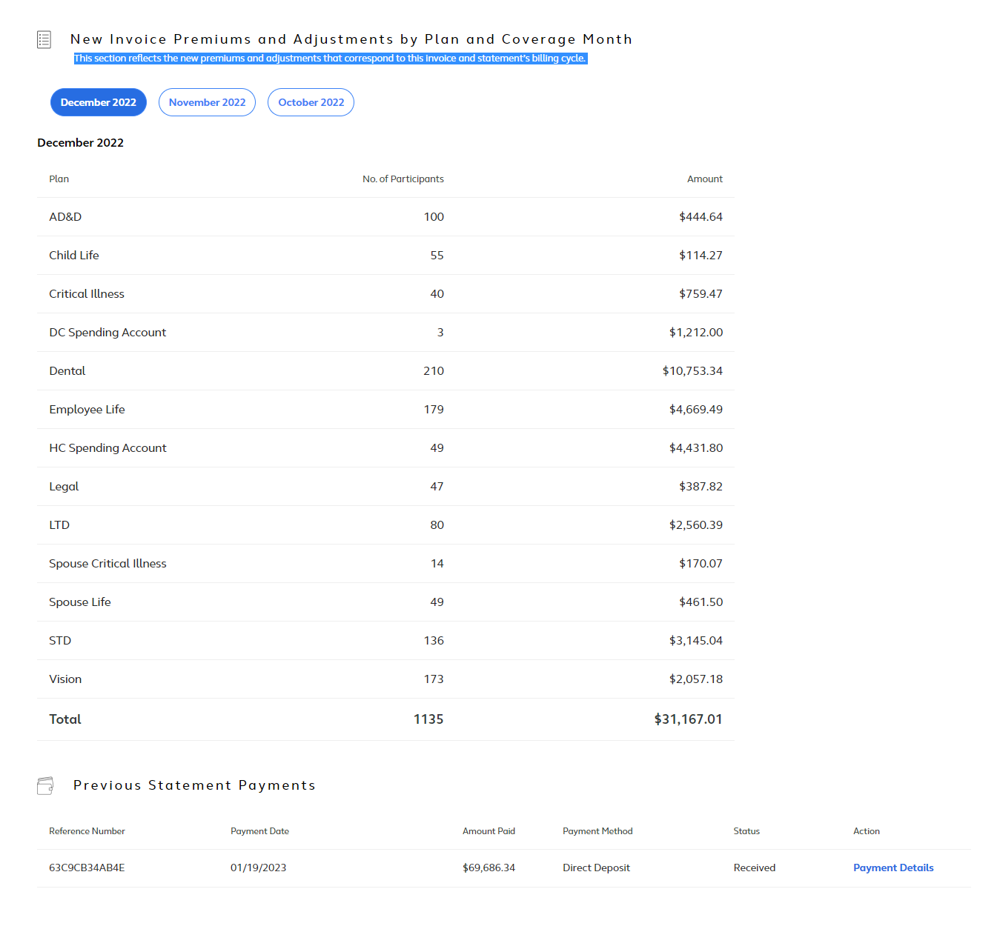 New Invoice Premiums and Adjustments by Plan and Coverage Month
This section reflects the new premiums and adjustments that correspond to this invoice and statement's billing cycle.
December 2022 November 2022 October 2022
December 2022
Plan No. of Participants Amount
AD&D 100 $444.64
Child Life 55 $114.27
Critical Illness 40 $759.47
DC Spending Account 3 $1,212.00
Dental 210 $10,753.34
Employee Life 179 $4,669.49
HC Spending Account 49 $4,431.80
Legal 47 $387.82
LTD 80 $2,560.39
Spouse Critical Illness 14 $170.07
Spouse Life 49 $461.50
STD 136 $3,145.04
Vision 173 $2,057.18
Total 1135 $31,167.01
Previous Statement Payments
Reference Number Payment Date Amount Paid Payment Method Status Action
63C9CB34AB4E 01/19/2023 $69,686.34 Direct Deposit Received Payment Details